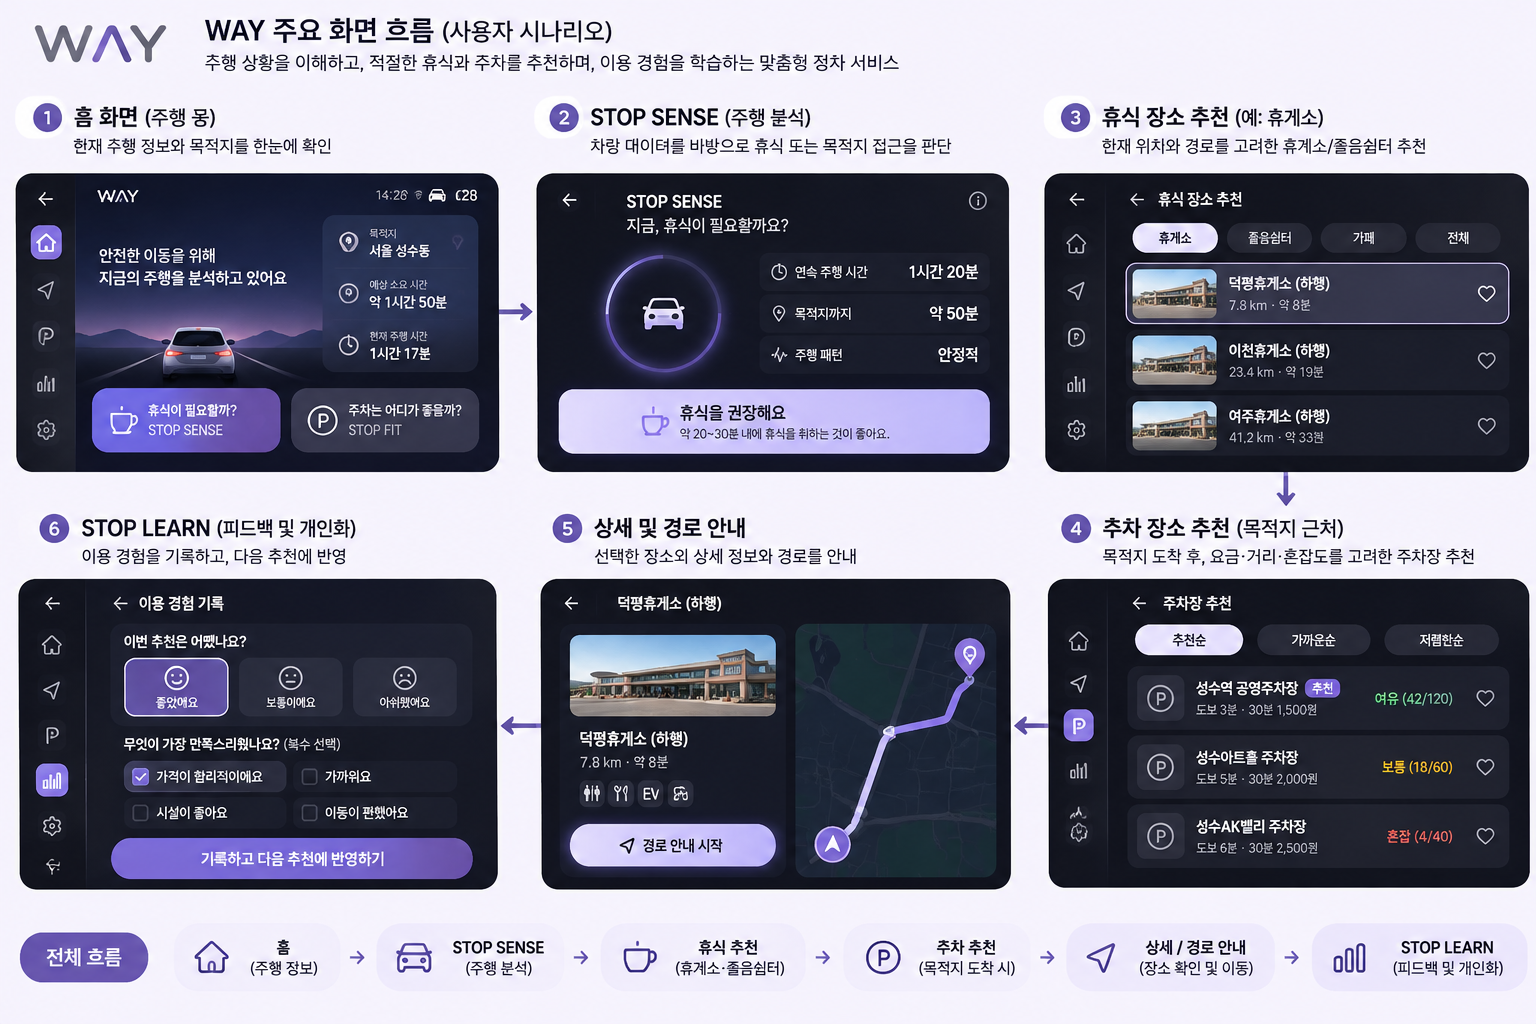 WAY
WAY 주요 화면 흐름 (사용자 시나리오)
주행 상황을 이해하고, 적절한 휴식과 주차를 추천하며, 이용 경험을 학습하는 맞춤형 정차 서비스
1 홈 화면 (주행 몽)
현재 주행 정보와 목적지를 한눈에 확인
WAY
14:26
안전한 이동을 위해
지금의 주행을 분석하고 있어요
목적지
서울 성수동
예상 소요 시간
약 1시간 50분
현재 주행 시간
1시간 17분
휴식이 필요할까?
STOP SENSE
주차는 어디가 좋을까?
STOP FIT
2 STOP SENSE (주행 분석)
차량 대이터를 바방으로 휴식 또는 목적지 접근을 판단
STOP SENSE
지금, 휴식이 필요할까요?
연속 주행 시간 1시간 20분
목적지까지 약 50분
주행 패턴 안정적
휴식을 권장해요
약 20~30분 내에 휴식을 취하는 것이 좋아요.
3 휴식 장소 추천 (예: 휴게소)
현재 위치와 경로를 고려한 휴게소/졸음쉼터 추천
휴식 장소 추천
휴게소 졸음쉼터 가페 전체
덕평휴게소 (하행)
7.8 km · 약 8분
이천휴게소 (하행)
23.4 km · 약 19분
여주휴게소 (하행)
41.2 km · 약 33분
4 추차 장소 추천 (목적지 근처)
목적지 도착 후, 요금·거리·혼잡도를 고려한 주차장 추천
주차장 추천
추천순 가까운순 저렴한순
성수역 공영주차장 추천
도보 3분 · 30분 1,500원
여유 (42/120)
성수아트홀 주차장
도보 5분 · 30분 2,000원
보통 (18/60)
성수AK밸리 주차장
도보 6분 · 30분 2,500원
혼잡 (4/40)
5 상세 및 경로 안내
선택한 장소외 상세 정보와 경로를 안내
덕평휴게소 (하행)
덕평휴게소 (하행)
7.8 km · 약 8분
EV
경로 안내 시작
6 STOP LEARN (피드백 및 개인화)
이용 경험을 기록하고, 다음 추천에 반영
이용 경험 기록
이번 추천은 어땠나요?
좋았애요 보통이에요 아쉬웠어요
무엇이 가장 만폭스리웠나요? (복수 선택)
가격이 합리적이에요 가까워요
시설이 좋아요 이동이 편했아요
기록하고 다음 추천에 반영하기
전체 흐름
홈
(주행 정보)
STOP SENSE
(주행 분석)
휴식 추천
(휴게소·졸음쉼터)
주차 추천
(목적지 도착 시)
상세 / 경로 안내
(장소 확인 및 이동)
STOP LEARN
(피드백 및 개인화)